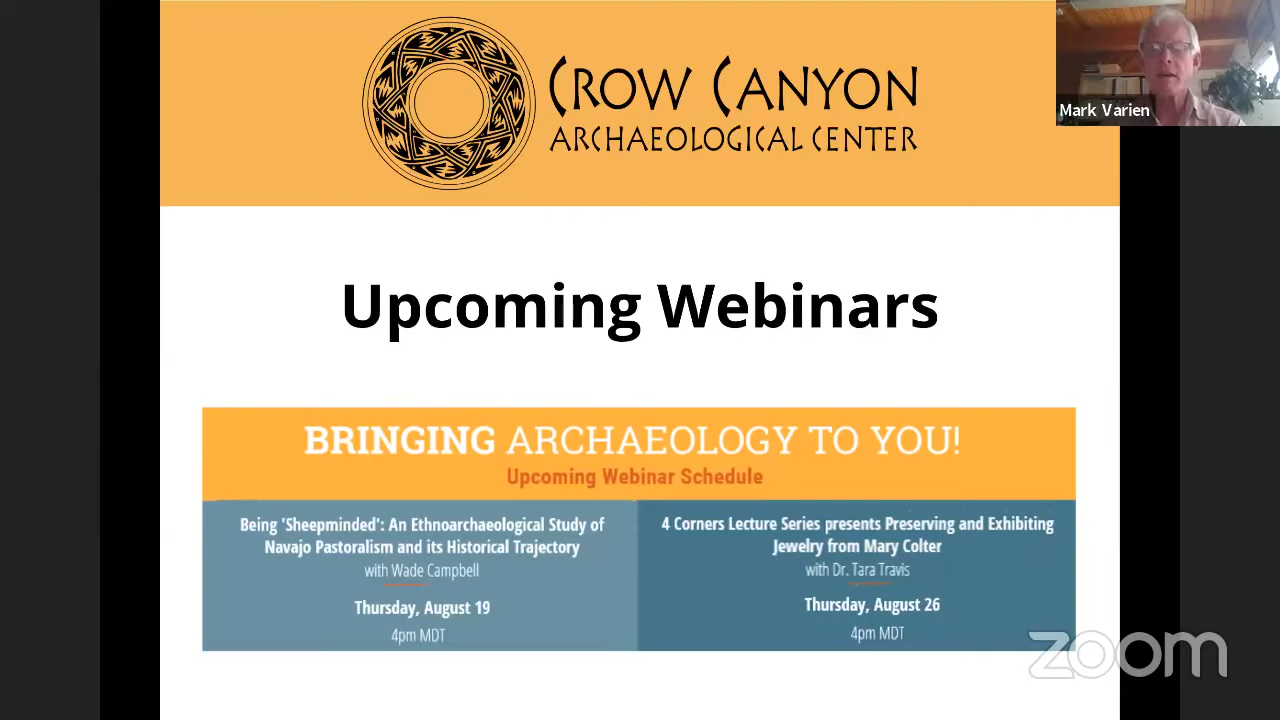 CROW CANYON
ARCHAEOLOGICAL CENTER
Mark Varien
Upcoming Webinars
BRINGING ARCHAEOLOGY TO YOU!
Upcoming Webinar Schedule
Being 'Sheepminded': An Ethnoarchaeological Study of
Navajo Pastoralism and its Historical Trajectory
with Wade Campbell
Thursday, August 19
4pm MDT
4 Corners Lecture Series presents Preserving and Exhibiting
Jewelry from Mary Colter
with Dr. Tara Travis
Thursday, August 26
4pm MDT
zoom